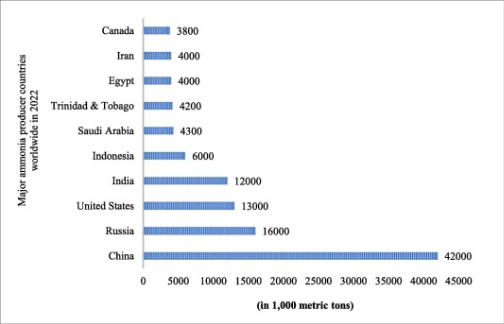 Major ammonia producer countries
worldwide in 2022
Canada 3800
Iran 4000
Egypt 4000
Trinidad & Tobago 4200
Saudi Arabia 4300
Indonesia 6000
India 12000
United States 13000
Russia 16000
China 42000
0 5000 10000 15000 20000 25000 30000 35000 40000 45000
(in 1,000 metric tons)